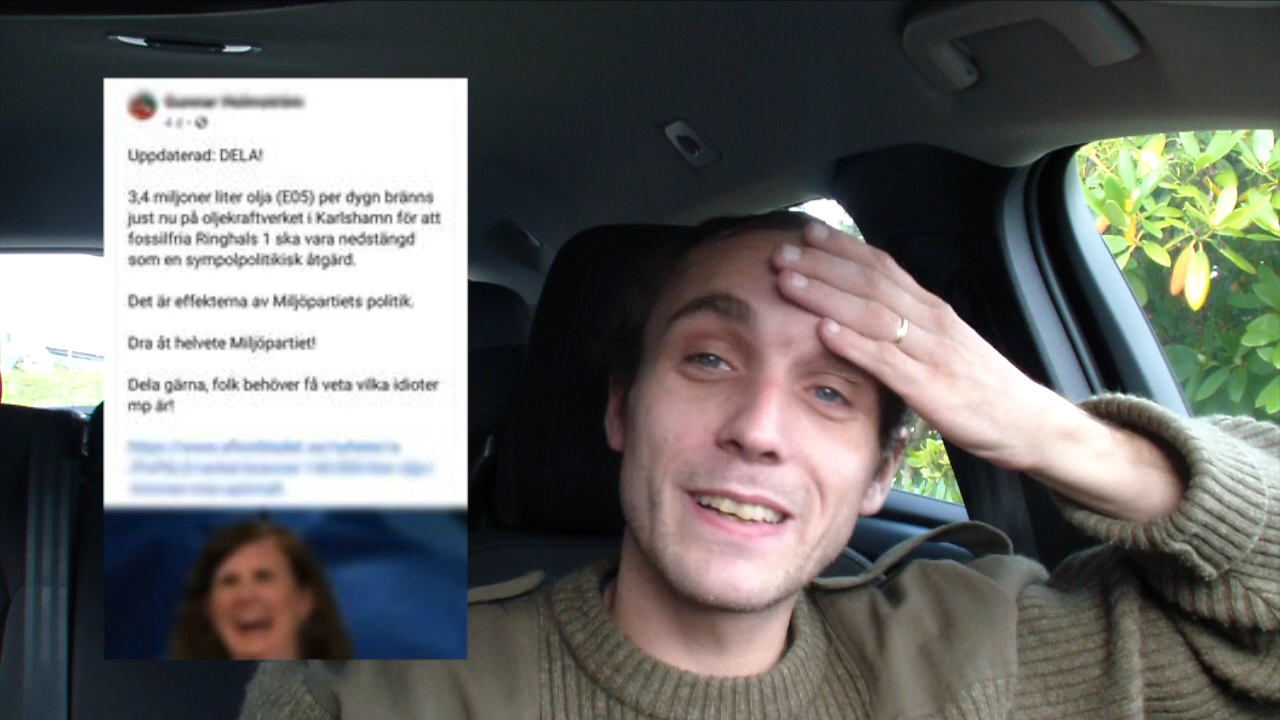 Uppdaterad: DELA!
3,4 miljoner liter olja (E05) per dygn bränns
just nu på oljekraftverket i Karlshamn för att
fossilfria Ringhals 1 ska vara nedstängd
som en sympolpolitikisk åtgärd.
Det är effekterna av Miljöpartiets politik.
Dra åt helvete Miljöpartiet!
Dela gärna, folk behöver få veta vilka idioter
mp är!